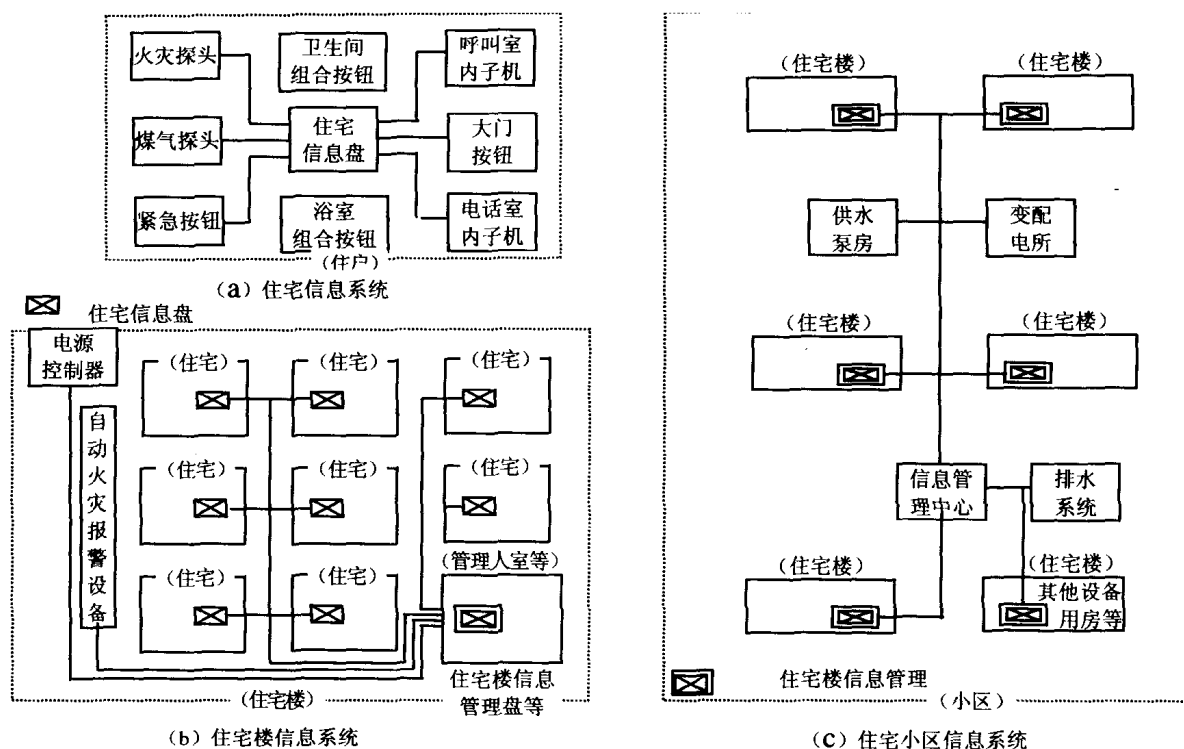 火灾探头
卫生间
组合按钮
呼叫室
内子机
煤气探头
住宅
信息盘
大门
按钮
紧急按钮
浴室
组合按钮
电话室
内子机
(住户)
(a) 住宅信息系统
住宅信息盘
电源
控制器
自动火灾报警设备
(住宅)
(住宅)
(住宅)
(住宅)
(住宅)
(住宅)
(管理人室等)
(住宅)
(住宅)
住宅楼信息
管理盘等
(住宅楼)
(b) 住宅楼信息系统
(住宅楼)
(住宅楼)
供水
泵房
变配
电所
(住宅楼)
(住宅楼)
信息管
理中心
排水
系统
(住宅楼)
(住宅楼)
其他设备
用房等
住宅楼信息管理
(小区)
(C) 住宅小区信息系统